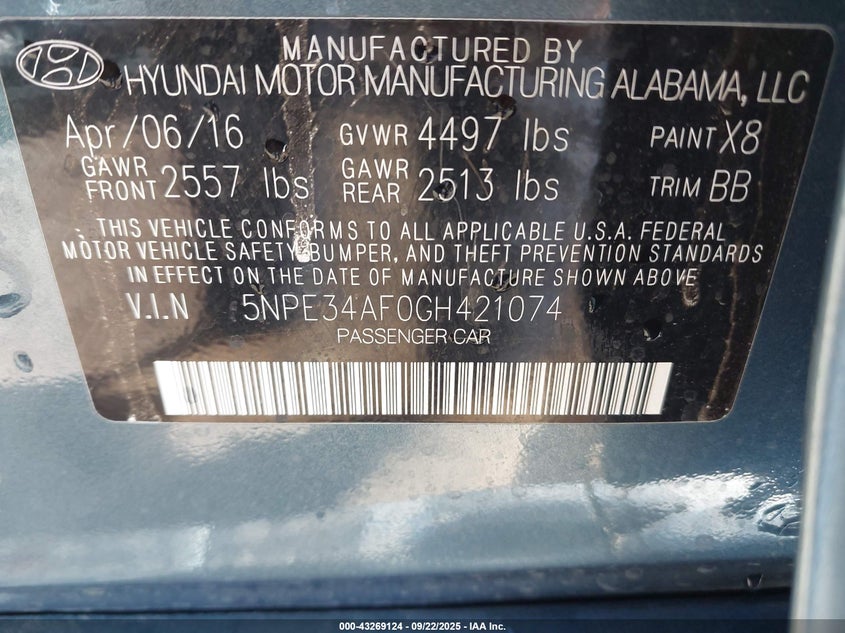 MANUFACTURED BY
HYUNDAI MOTOR MANUFACTURING ALABAMA, LLC
Apr/06/16 GVWR 4497 lbs PAINT X8
GAWR FRONT 2557 lbs GAWR REAR 2513 lbs TRIM BB
THIS VEHICLE CONFORMS TO ALL APPLICABLE U.S.A. FEDERAL
MOTOR VEHICLE SAFETY, BUMPER, AND THEFT PREVENTION STANDARDS
IN EFFECT ON THE DATE OF MANUFACTURE SHOWN ABOVE
V.I.N 5NPE34AF0GH421074
PASSENGER CAR
000-43269124 - 09/22/2025 - IAA Inc.